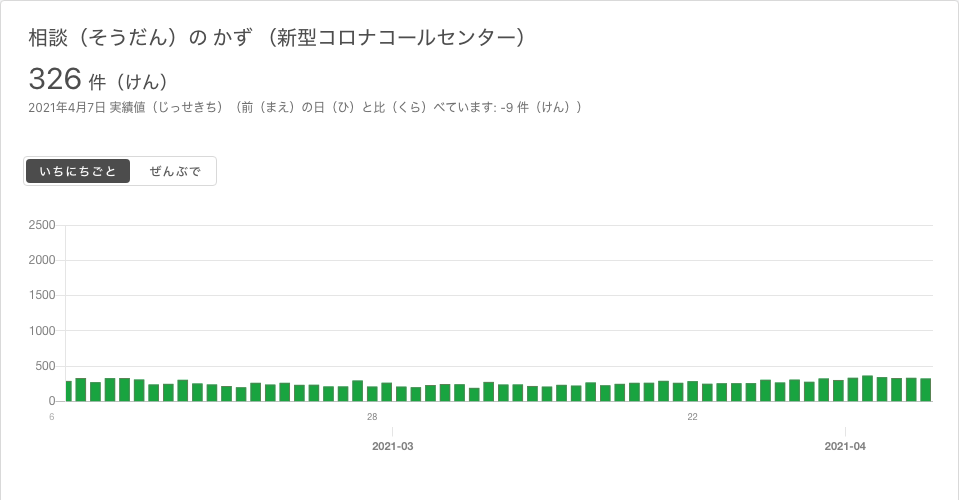 相談（そうだん）の かず （新型コロナコールセンター）
326 件（けん）
2021年4月7日 実績値（じっせきち）（前（まえ）の日（ひ）と比（くら）べています: -9 件（けん））
いちにちごと ぜんぶで
2500
2000
1500
1000
500
0
6 28 22
2021-03 2021-04